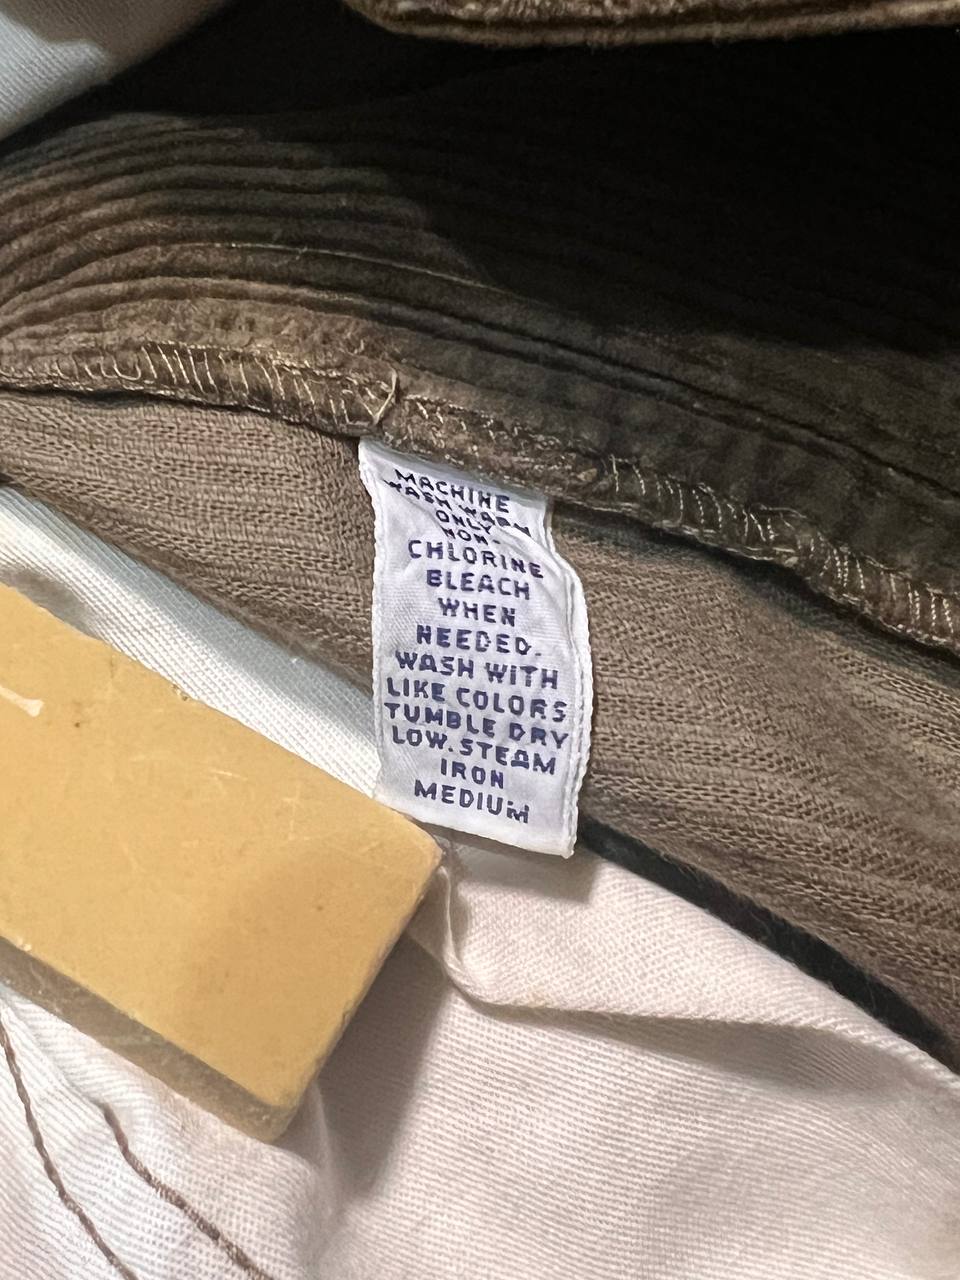 MACHINE
WASH WARM
ONLY
NON-
CHLORINE
BLEACH
WHEN
NEEDED.
WASH WITH
LIKE COLORS
TUMBLE DRY
LOW. STEAM
IRON
MEDIUM